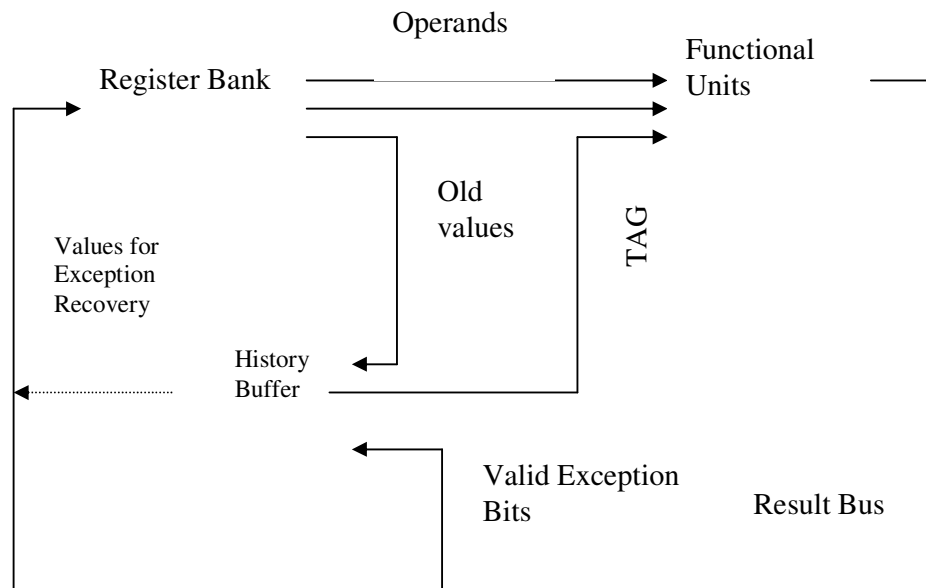 Operands
Register Bank
Functional
Units
Old
values
TAG
Values for
Exception
Recovery
History
Buffer
Valid Exception
Bits
Result Bus